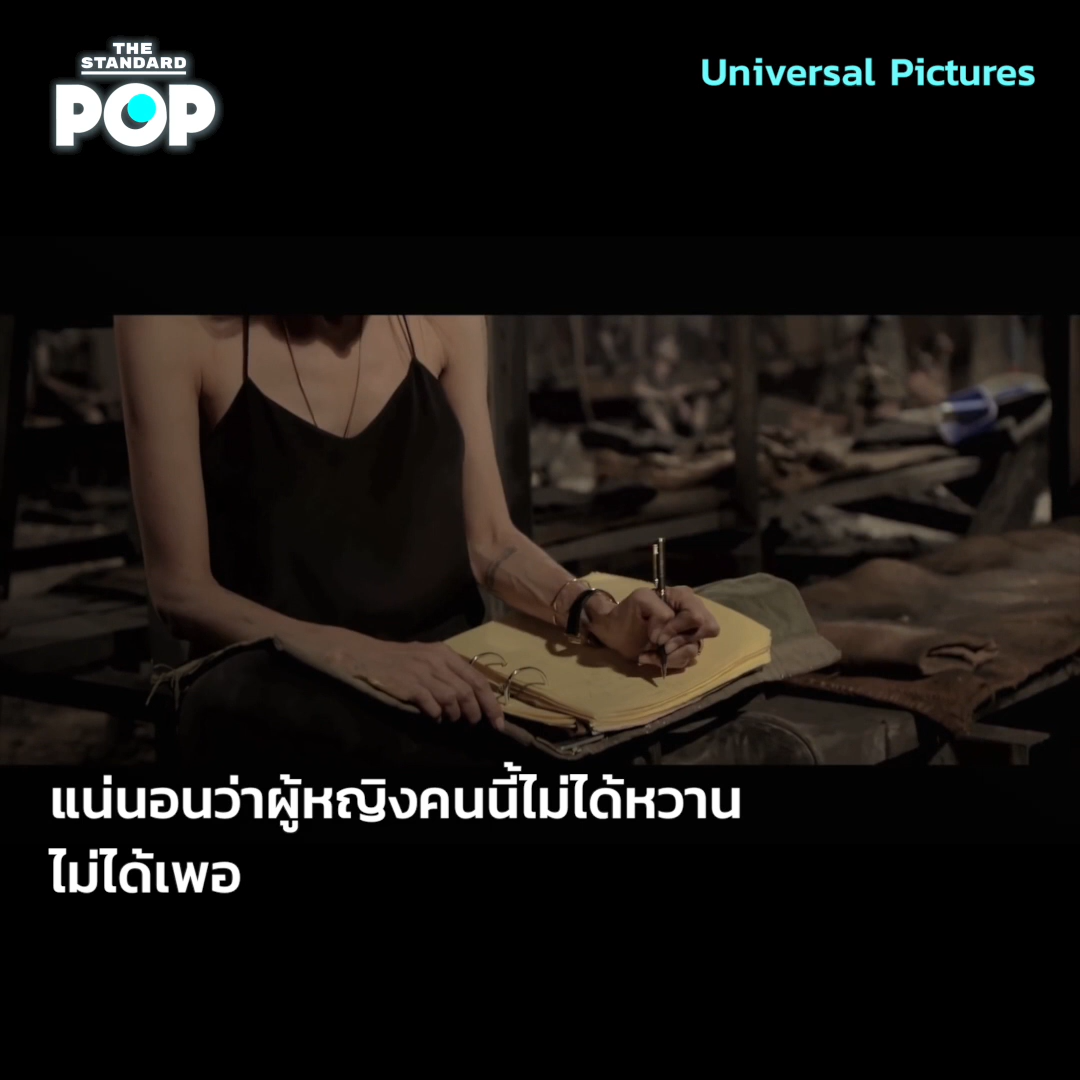 THE
STANDARD
POP
Universal Pictures
แน่นอนว่าผู้หญิงคนนี้ไม่ได้หวาน
ไม่ได้เพอ